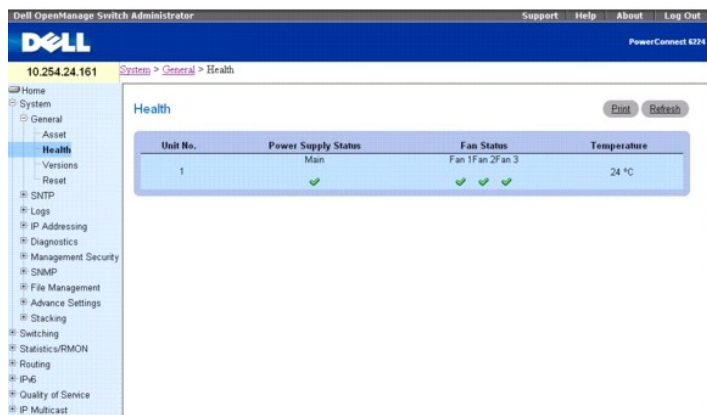 Dell OpenManage Switch Administrator Support Help About Log Out
DELL PowerConnect 6224
10.254.24.161 System > General > Health
Home
System
General
Asset
Health
Versions
Reset
SNTP
Logs
IP Addressing
Diagnostics
Management Security
SNMP
File Management
Advance Settings
Stacking
Switching
Statistics/RMON
Routing
IPv6
Quality of Service
IP Multicast
Health Print Refresh
Unit No. Power Supply Status Fan Status Temperature
Main Fan 1Fan 2Fan 3
1 24 °C